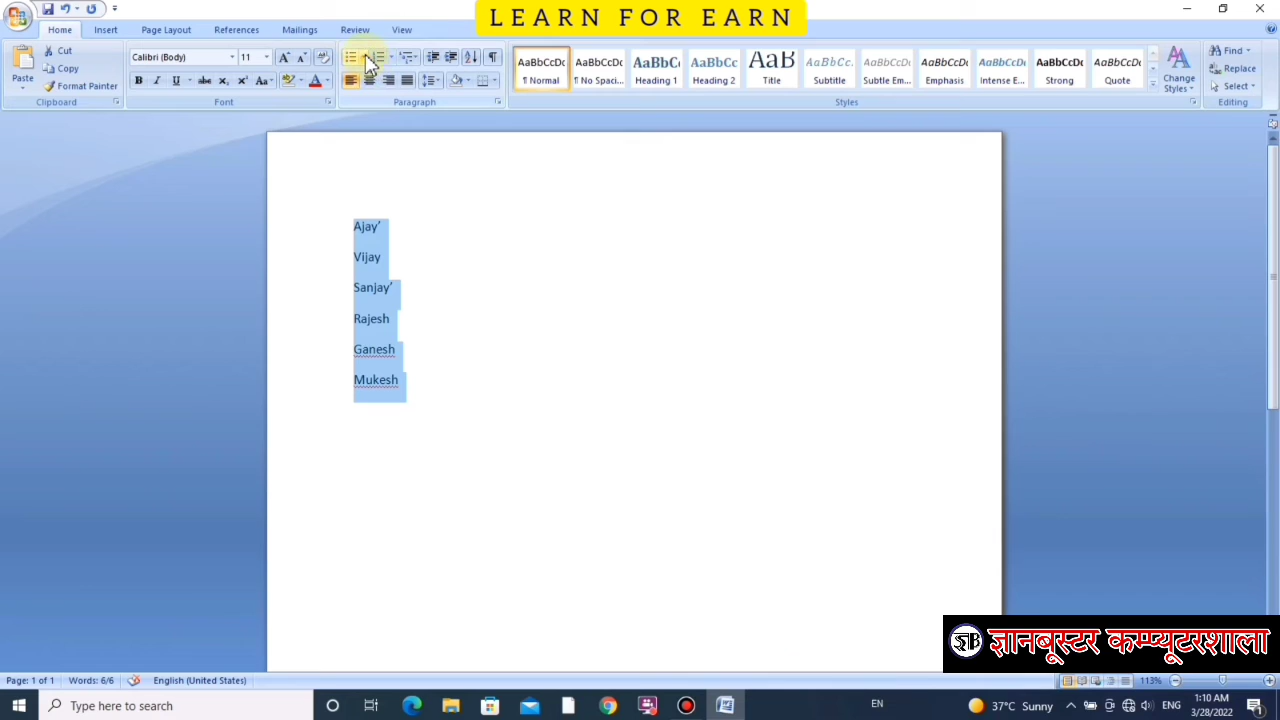 LEARN FOR EARN
Home Insert Page Layout References Mailings Review View
Cut
Copy
Format Painter
Paste
Clipboard
Calibri (Body) 11
B I U abc x₂ x² Aa A
Font
Paragraph
AaBbCcDc AaBbCcDc AaBbCc AaBbCc AaB AaBbCc. AaBbCcDc AaBbCcDc AaBbCcDc AaBbCcDc AaBbCcDc
¶ Normal ¶ No Spaci... Heading 1 Heading 2 Title Subtitle Subtle Em... Emphasis Intense E... Strong Quote
Change Styles
Styles
Find
Replace
Select
Editing
Ajay’
Vijay
Sanjay’
Rajesh
Ganesh
Mukesh
ज्ञानबूस्टर कम्प्यूटरशाला
Page: 1 of 1 Words: 6/6 English (United States) 113%
Type here to search
EN
37°C Sunny
ENG
1:10 AM
3/28/2022